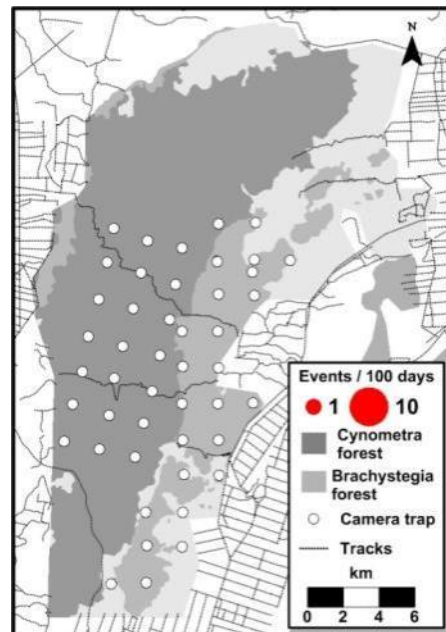 N
Events / 100 days
1 10
Cynometra
forest
Brachystegia
forest
Camera trap
Tracks
km
0 2 4 6